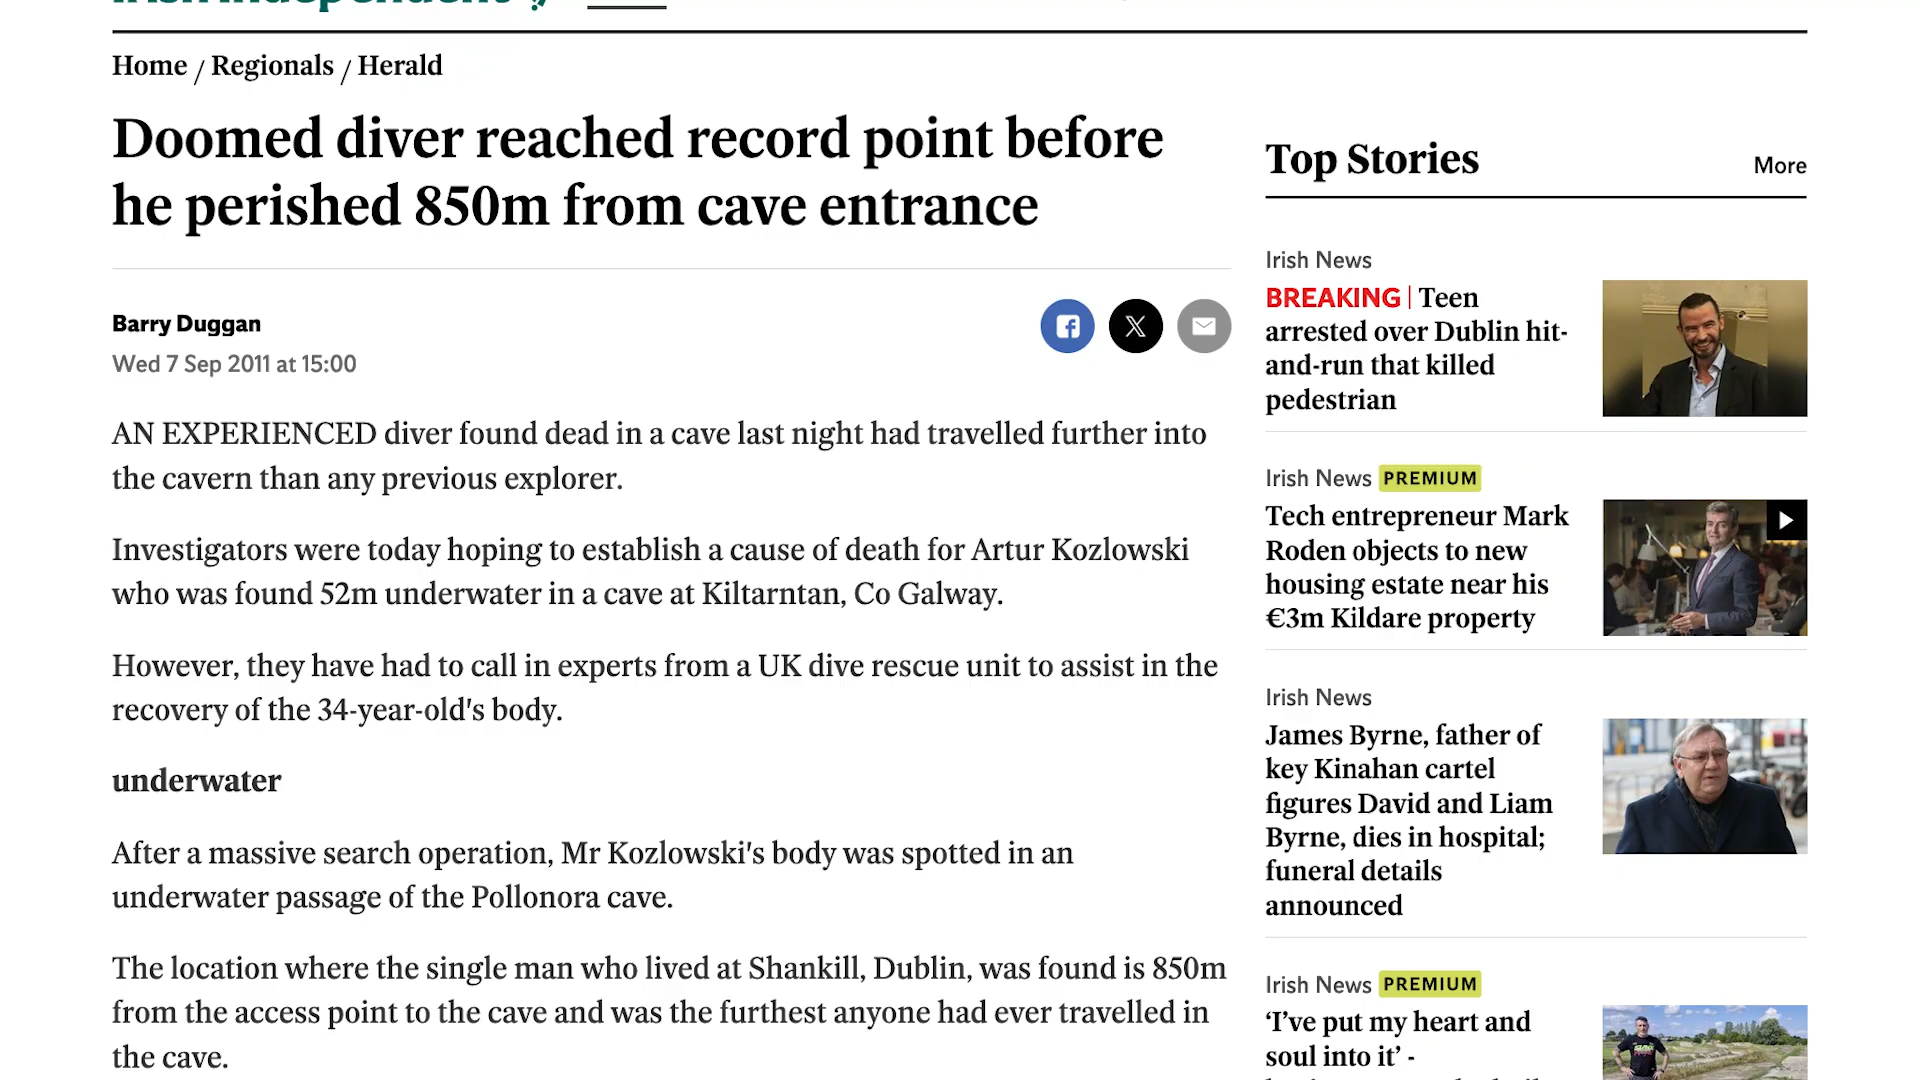 Irish Independent
Home / Regionals / Herald
Doomed diver reached record point before
he perished 850m from cave entrance
Barry Duggan
Wed 7 Sep 2011 at 15:00
AN EXPERIENCED diver found dead in a cave last night had travelled further into
the cavern than any previous explorer.
Investigators were today hoping to establish a cause of death for Artur Kozlowski
who was found 52m underwater in a cave at Kiltarntan, Co Galway.
However, they have had to call in experts from a UK dive rescue unit to assist in the
recovery of the 34-year-old's body.
underwater
After a massive search operation, Mr Kozlowski's body was spotted in an
underwater passage of the Pollonora cave.
The location where the single man who lived at Shankill, Dublin, was found is 850m
from the access point to the cave and was the furthest anyone had ever travelled in
the cave.
Top Stories
More
Irish News
BREAKING | Teen
arrested over Dublin hit-
and-run that killed
pedestrian
Irish News PREMIUM
Tech entrepreneur Mark
Roden objects to new
housing estate near his
€3m Kildare property
Irish News
James Byrne, father of
key Kinahan cartel
figures David and Liam
Byrne, dies in hospital;
funeral details
announced
Irish News PREMIUM
‘I’ve put my heart and
soul into it’ -